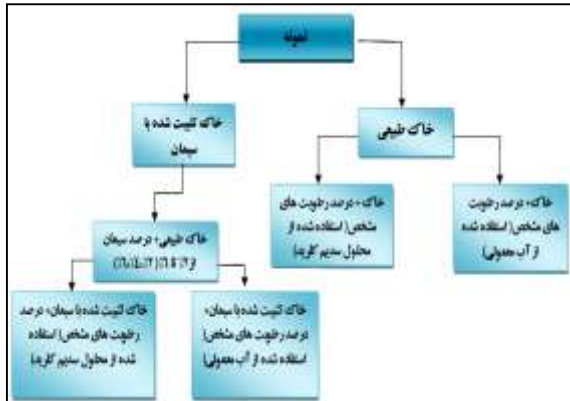 نمونه
خاک تثبیت شده با
سیمان
خاک طبیعی
خاک + درصد رطوبت های
مشخص( استفاده شده از
محلول سدیم کلرید)
خاک+ درصد رطوبت
های مشخص( استفاده شده
از آب معمولی)
خاک طبیعی+ درصد سیمان
خاک تثبیت شده با سیمان+ درصد
رطوبت های مشخص( استفاده
شده از محلول سدیم کلرید)
خاک تثبیت شده با سیمان+
درصد رطوبت های مشخص(
استفاده شده از آب معمولی)